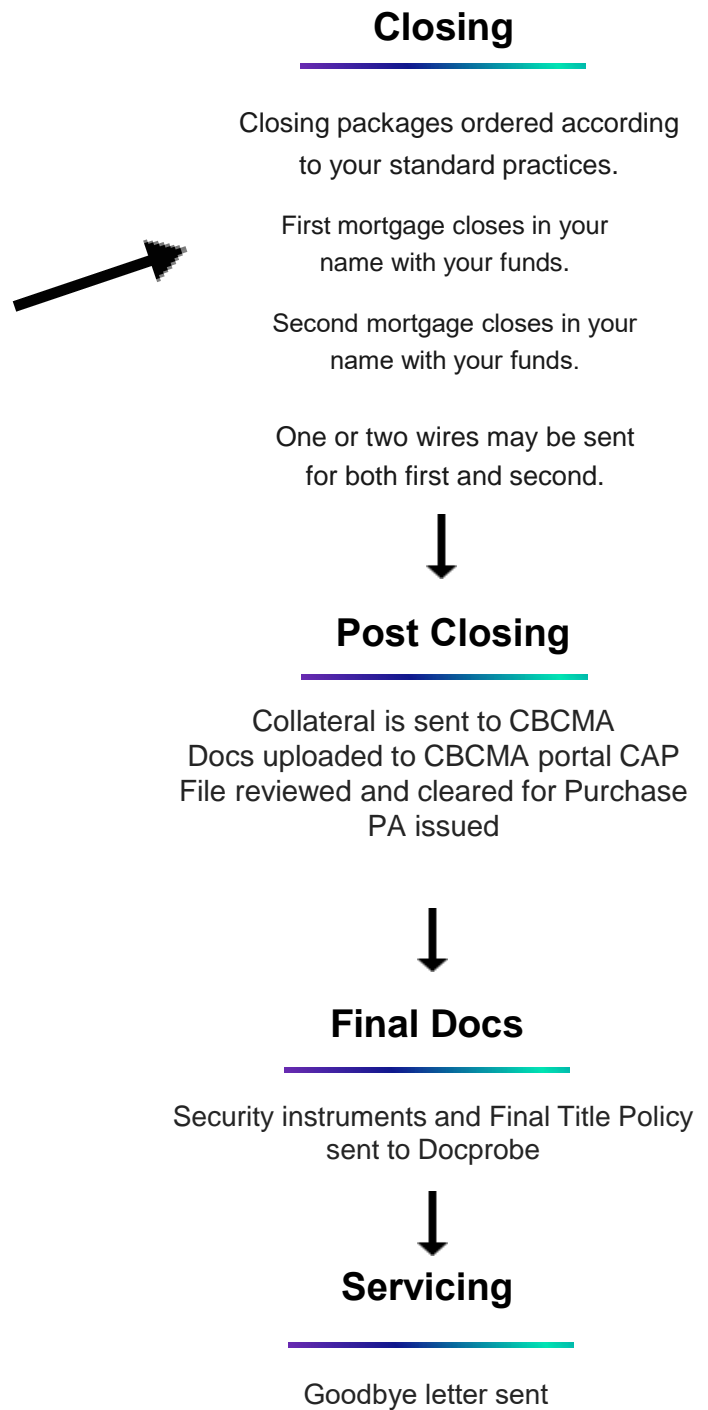 Closing
Closing packages ordered according
to your standard practices.
First mortgage closes in your
name with your funds.
Second mortgage closes in your
name with your funds.
One or two wires may be sent
for both first and second.
Post Closing
Collateral is sent to CBCMA
Docs uploaded to CBCMA portal CAP
File reviewed and cleared for Purchase
PA issued
Final Docs
Security instruments and Final Title Policy
sent to Docprobe
Servicing
Goodbye letter sent